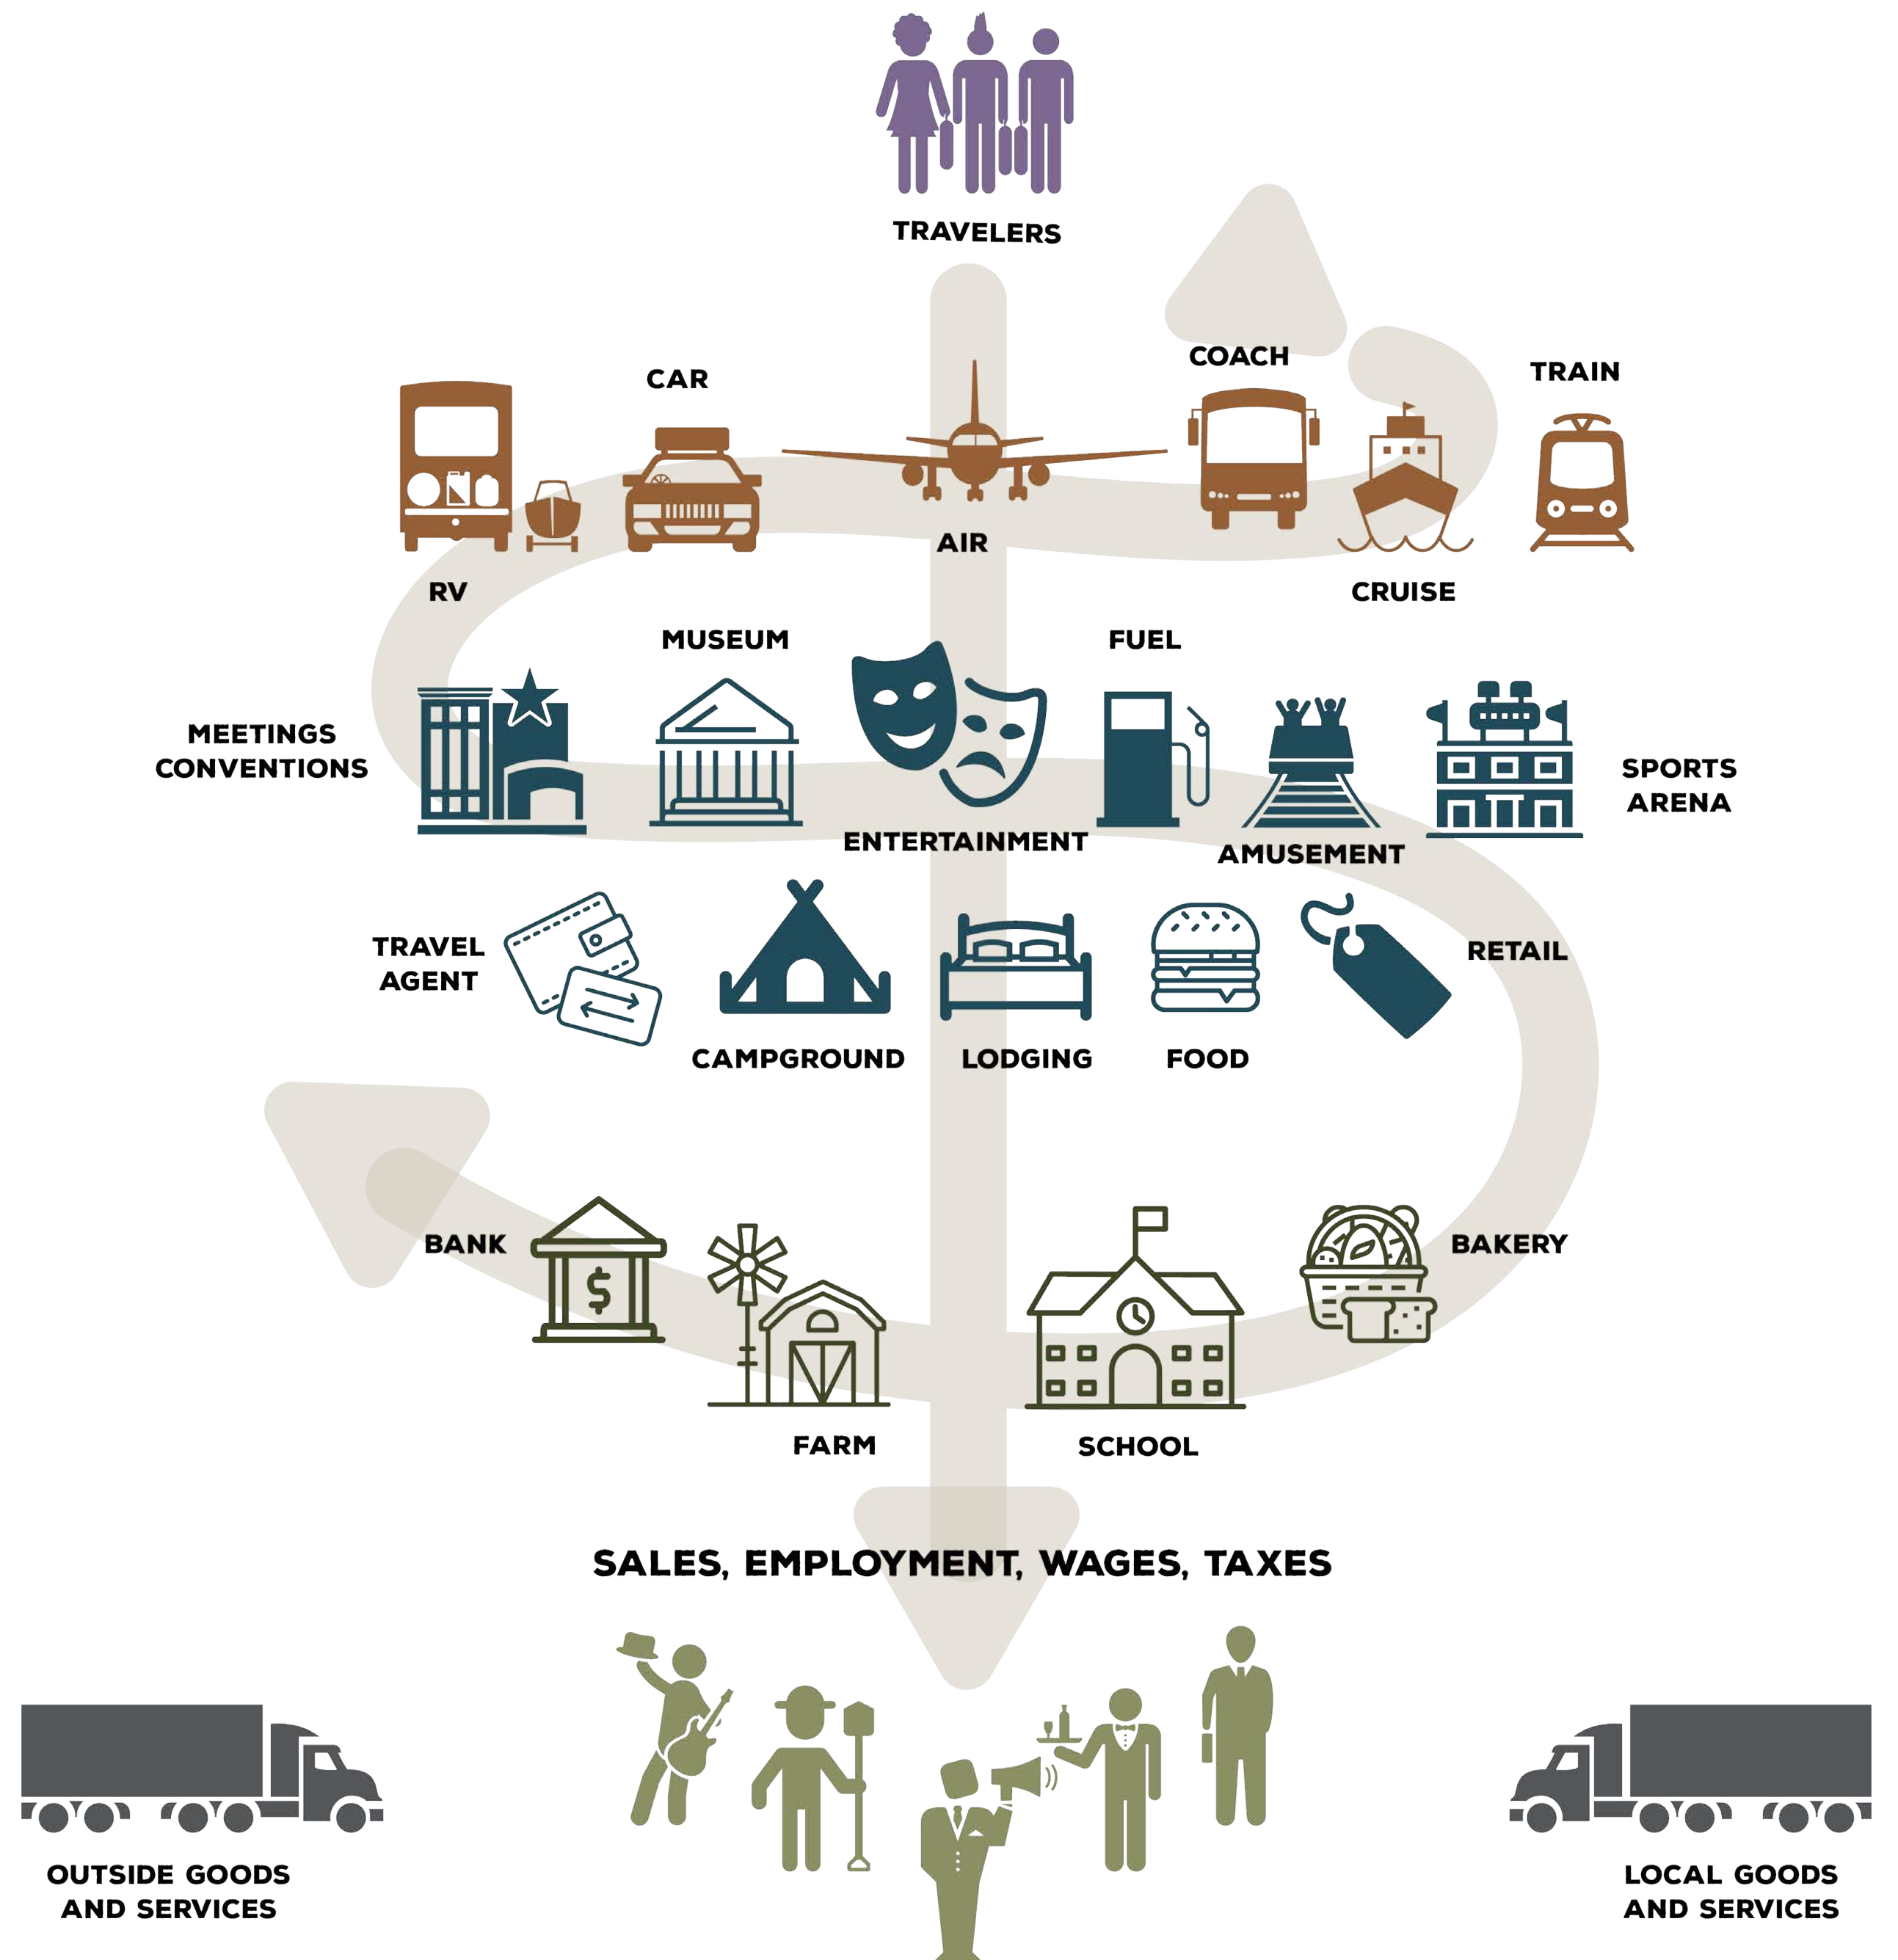 TRAVELERS
COACH
TRAIN
CAR
AIR
RV
CRUISE
MUSEUM
FUEL
MEETINGS
CONVENTIONS
SPORTS
ARENA
ENTERTAINMENT
AMUSEMENT
TRAVEL
AGENT
RETAIL
CAMPGROUND
LODGING
FOOD
BANK
$
BAKERY
FARM
SCHOOL
SALES, EMPLOYMENT, WAGES, TAXES
OUTSIDE GOODS
AND SERVICES
LOCAL GOODS
AND SERVICES